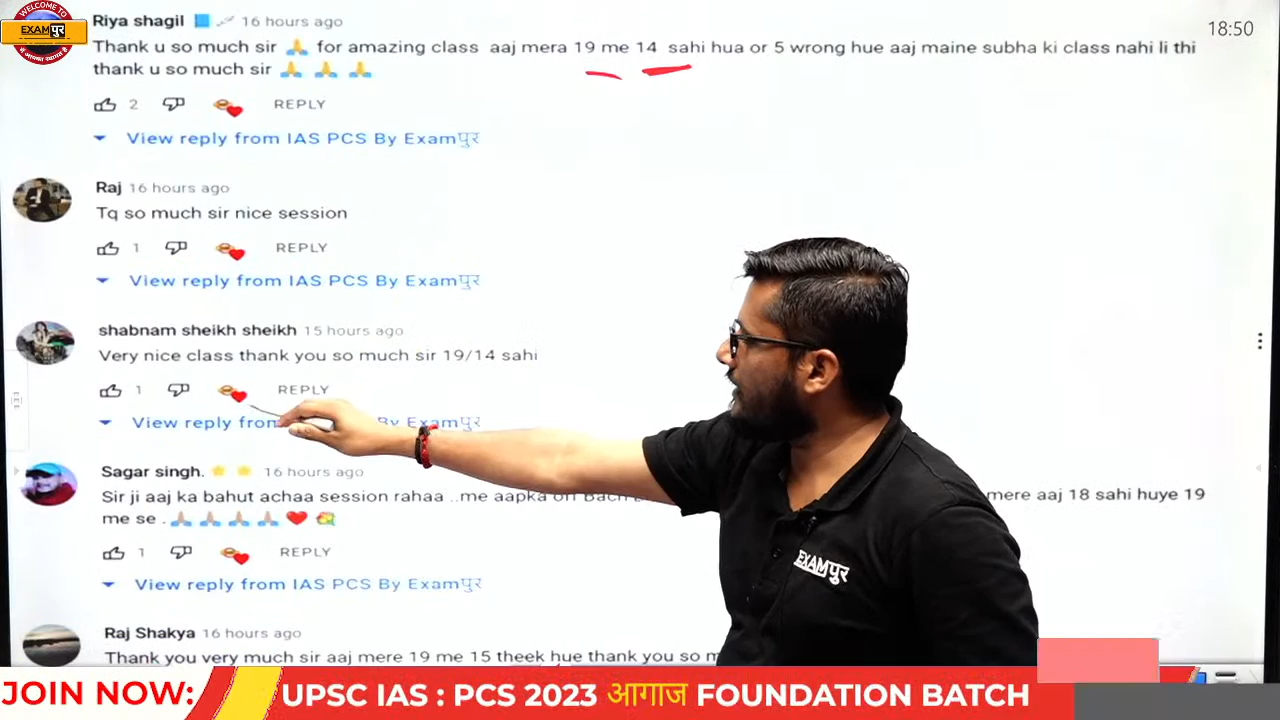 WELCOME TO
EXAMपुर
Riya shagil 16 hours ago
18:50
Thank u so much sir 🙏 for amazing class aaj mera 19 me 14 sahi hua or 5 wrong hue aaj maine subha ki class nahi li thi
thank u so much sir 🙏 🙏 🙏
2 REPLY
View reply from IAS PCS By Examपुर
Raj 16 hours ago
Tq so much sir nice session
1 REPLY
View reply from IAS PCS By Examपुर
shabnam sheikh sheikh 15 hours ago
Very nice class thank you so much sir 19/14 sahi
1 REPLY
View reply from By Examपुर
Sagar singh. 16 hours ago
Sir ji aaj ka bahut achaa session rahaa ..me aapka mere aaj 18 sahi huye 19
me se . 🙏 🙏 🙏 🙏 ❤️ 💐
1 REPLY
View reply from IAS PCS By Examपुर
EXAMपुर
Raj Shakya 16 hours ago
Thank you very much sir aaj mere 19 me 15 theek hue thank you so
JOIN NOW: UPSC IAS : PCS 2023 आगाज FOUNDATION BATCH